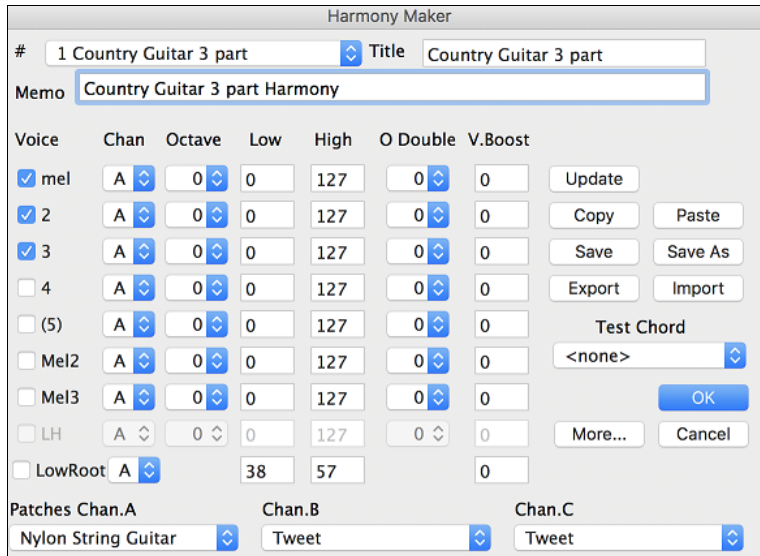 Harmony Maker
# 1 Country Guitar 3 part Title Country Guitar 3 part
Memo Country Guitar 3 part Harmony
Voice Chan Octave Low High O Double V.Boost
mel A 0 0 127 0 0 Update
2 A 0 0 127 0 0 Copy Paste
3 A 0 0 127 0 0 Save Save As
4 A 0 0 127 0 0 Export Import
(5) A 0 0 127 0 0 Test Chord
Mel2 A 0 0 127 0 0 <none>
Mel3 A 0 0 127 0 0 OK
LH A 0 0 127 0 0 More... Cancel
LowRoot A 38 57 0
Patches Chan.A Chan.B Chan.C
Nylon String Guitar Tweet Tweet